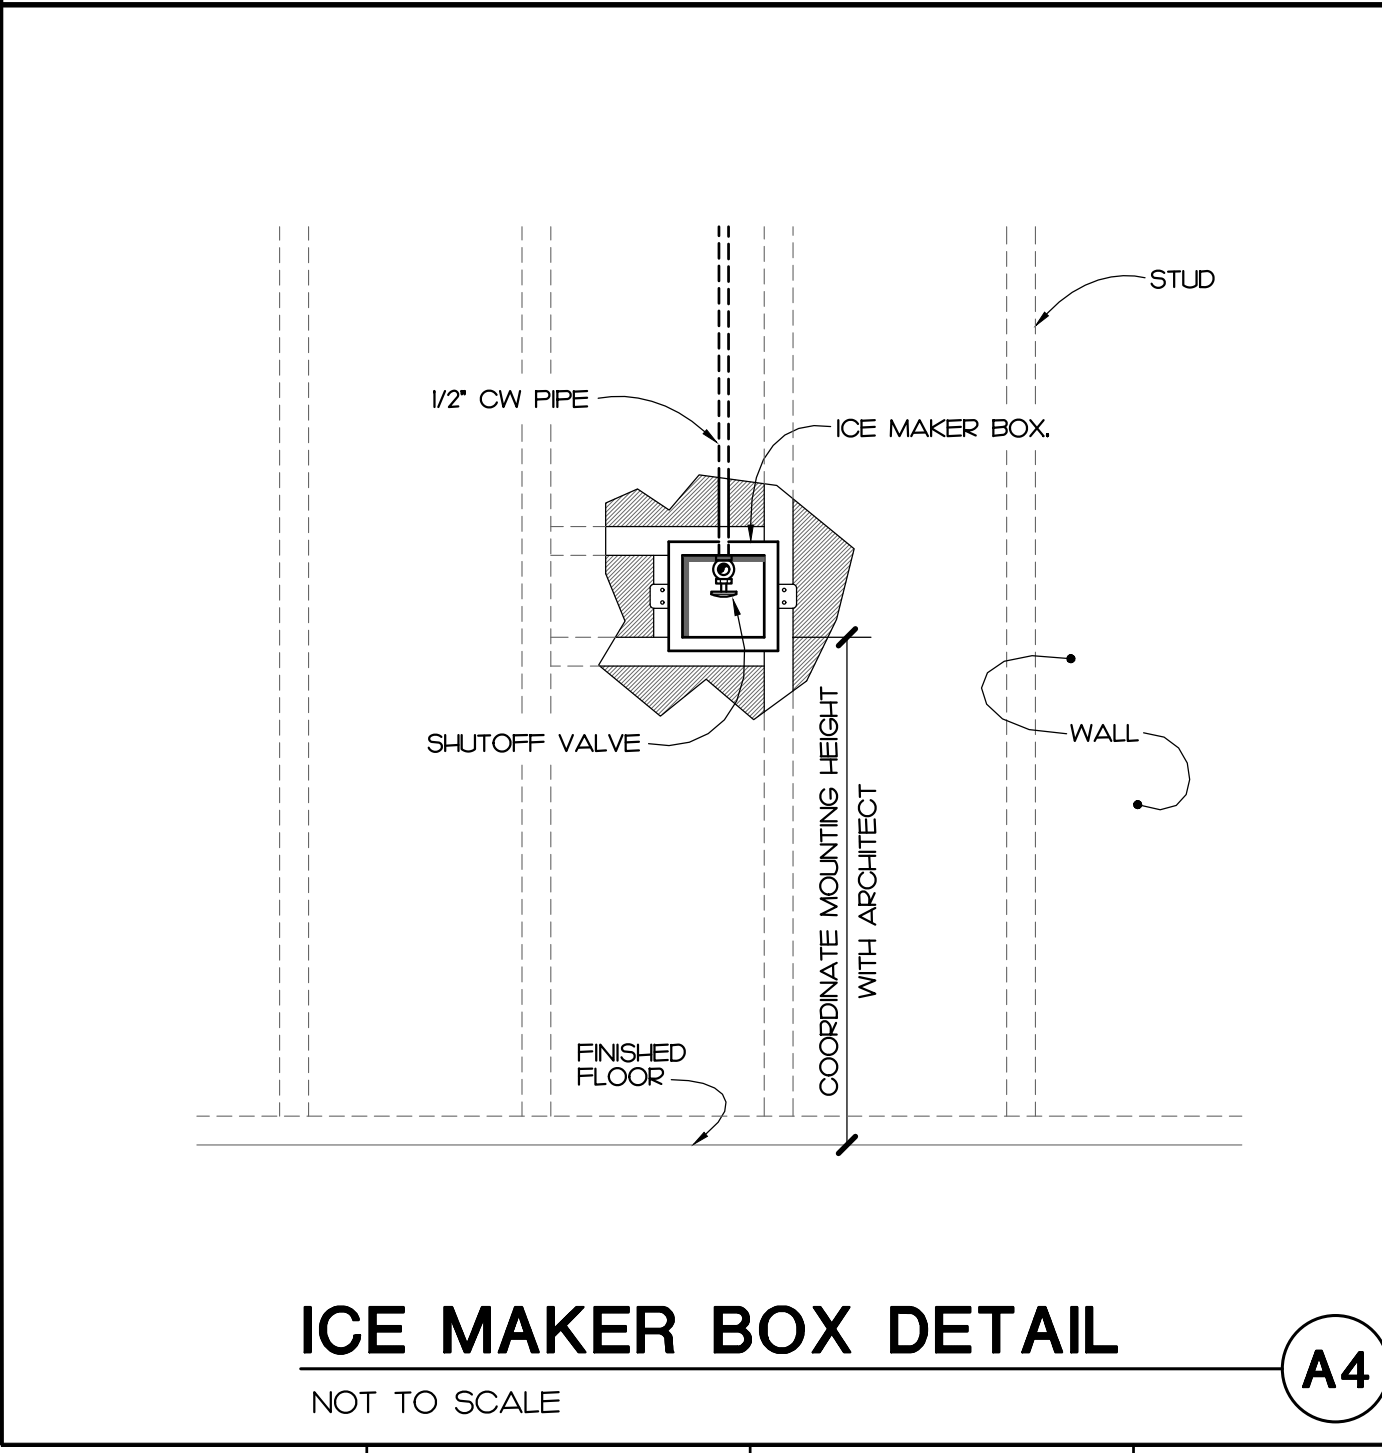 STUD
1/2" CW PIPE
ICE MAKER BOX.
SHUTOFF VALVE
WALL
COORDINATE MOUNTING HEIGHT
WITH ARCHITECT
FINISHED
FLOOR
ICE MAKER BOX DETAIL
A4
NOT TO SCALE